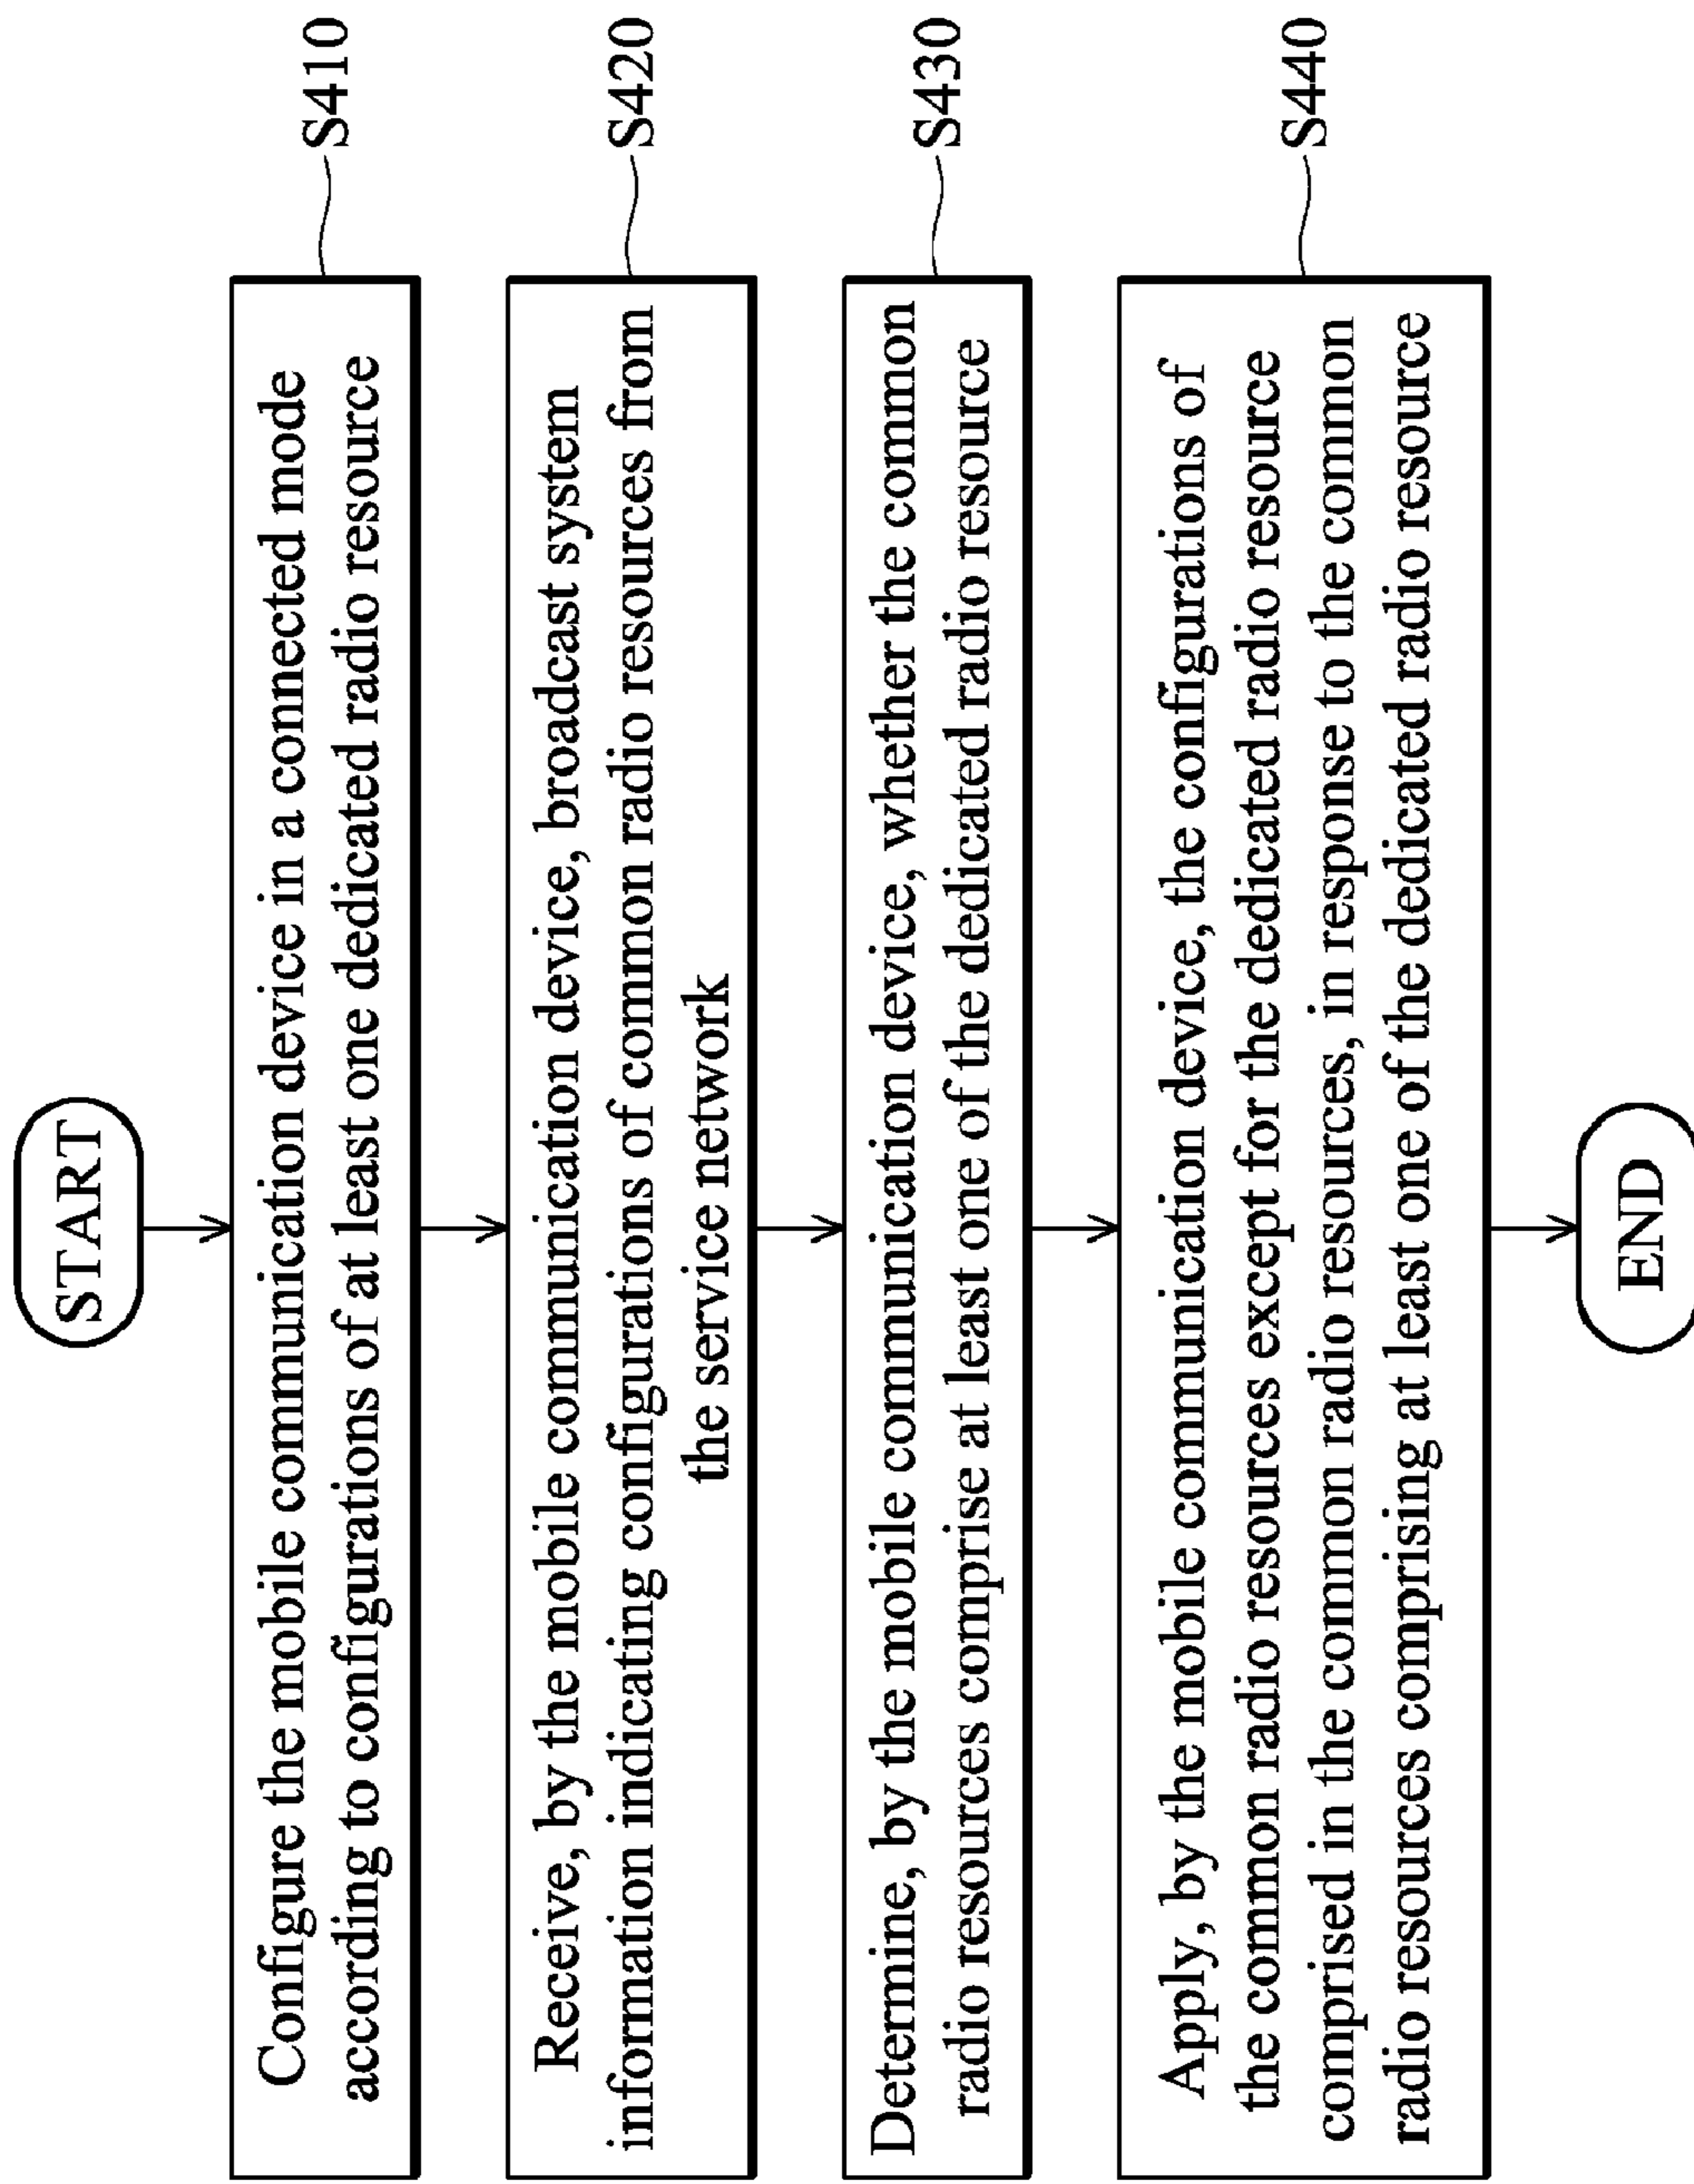 START
Configure the mobile communication device in a connected mode
according to configurations of at least one dedicated radio resource
S410
Receive, by the mobile communication device, broadcast system
information indicating configurations of common radio resources from
the service network
S420
Determine, by the mobile communication device, whether the common
radio resources comprise at least one of the dedicated radio resource
S430
Apply, by the mobile communication device, the configurations of
the common radio resources except for the dedicated radio resource
comprised in the common radio resources, in response to the common
radio resources comprising at least one of the dedicated radio resource
S440
END